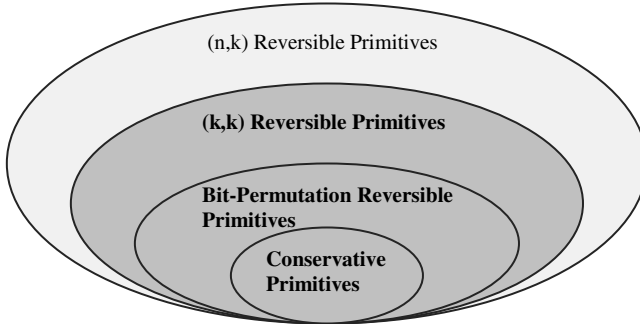 (n,k) Reversible Primitives
(k,k) Reversible Primitives
Bit-Permutation Reversible
Primitives
Conservative
Primitives